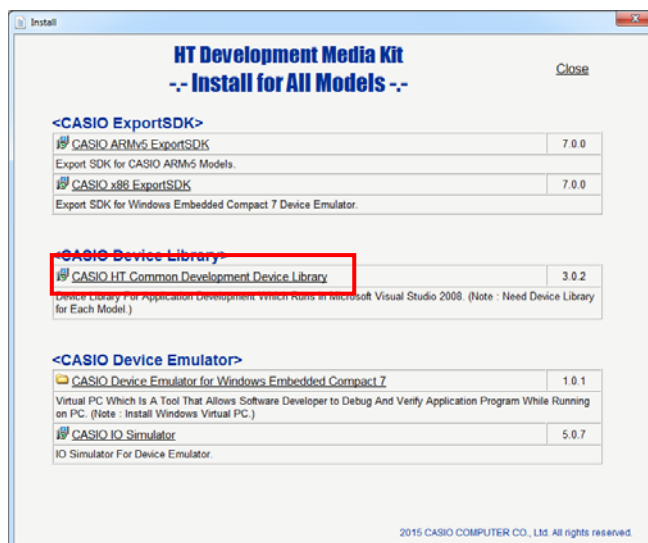 Install
HT Development Media Kit
-.- Install for All Models -.-
Close
<CASIO ExportSDK>
CASIO ARMv5 ExportSDK 7.0.0
Export SDK for CASIO ARMv5 Models.
CASIO x86 ExportSDK 7.0.0
Export SDK for Windows Embedded Compact 7 Device Emulator.
<CASIO Device Library>
CASIO HT Common Development Device Library 3.0.2
Device Library For Application Development Which Runs in Microsoft Visual Studio 2008. (Note : Need Device Library
for Each Model.)
<CASIO Device Emulator>
CASIO Device Emulator for Windows Embedded Compact 7 1.0.1
Virtual PC Which Is A Tool That Allows Software Developer to Debug And Verify Application Program While Running
on PC. (Note : Install Windows Virtual PC.)
CASIO IO Simulator 5.0.7
IO Simulator For Device Emulator.
2015 CASIO COMPUTER CO., Ltd. All rights reserved.